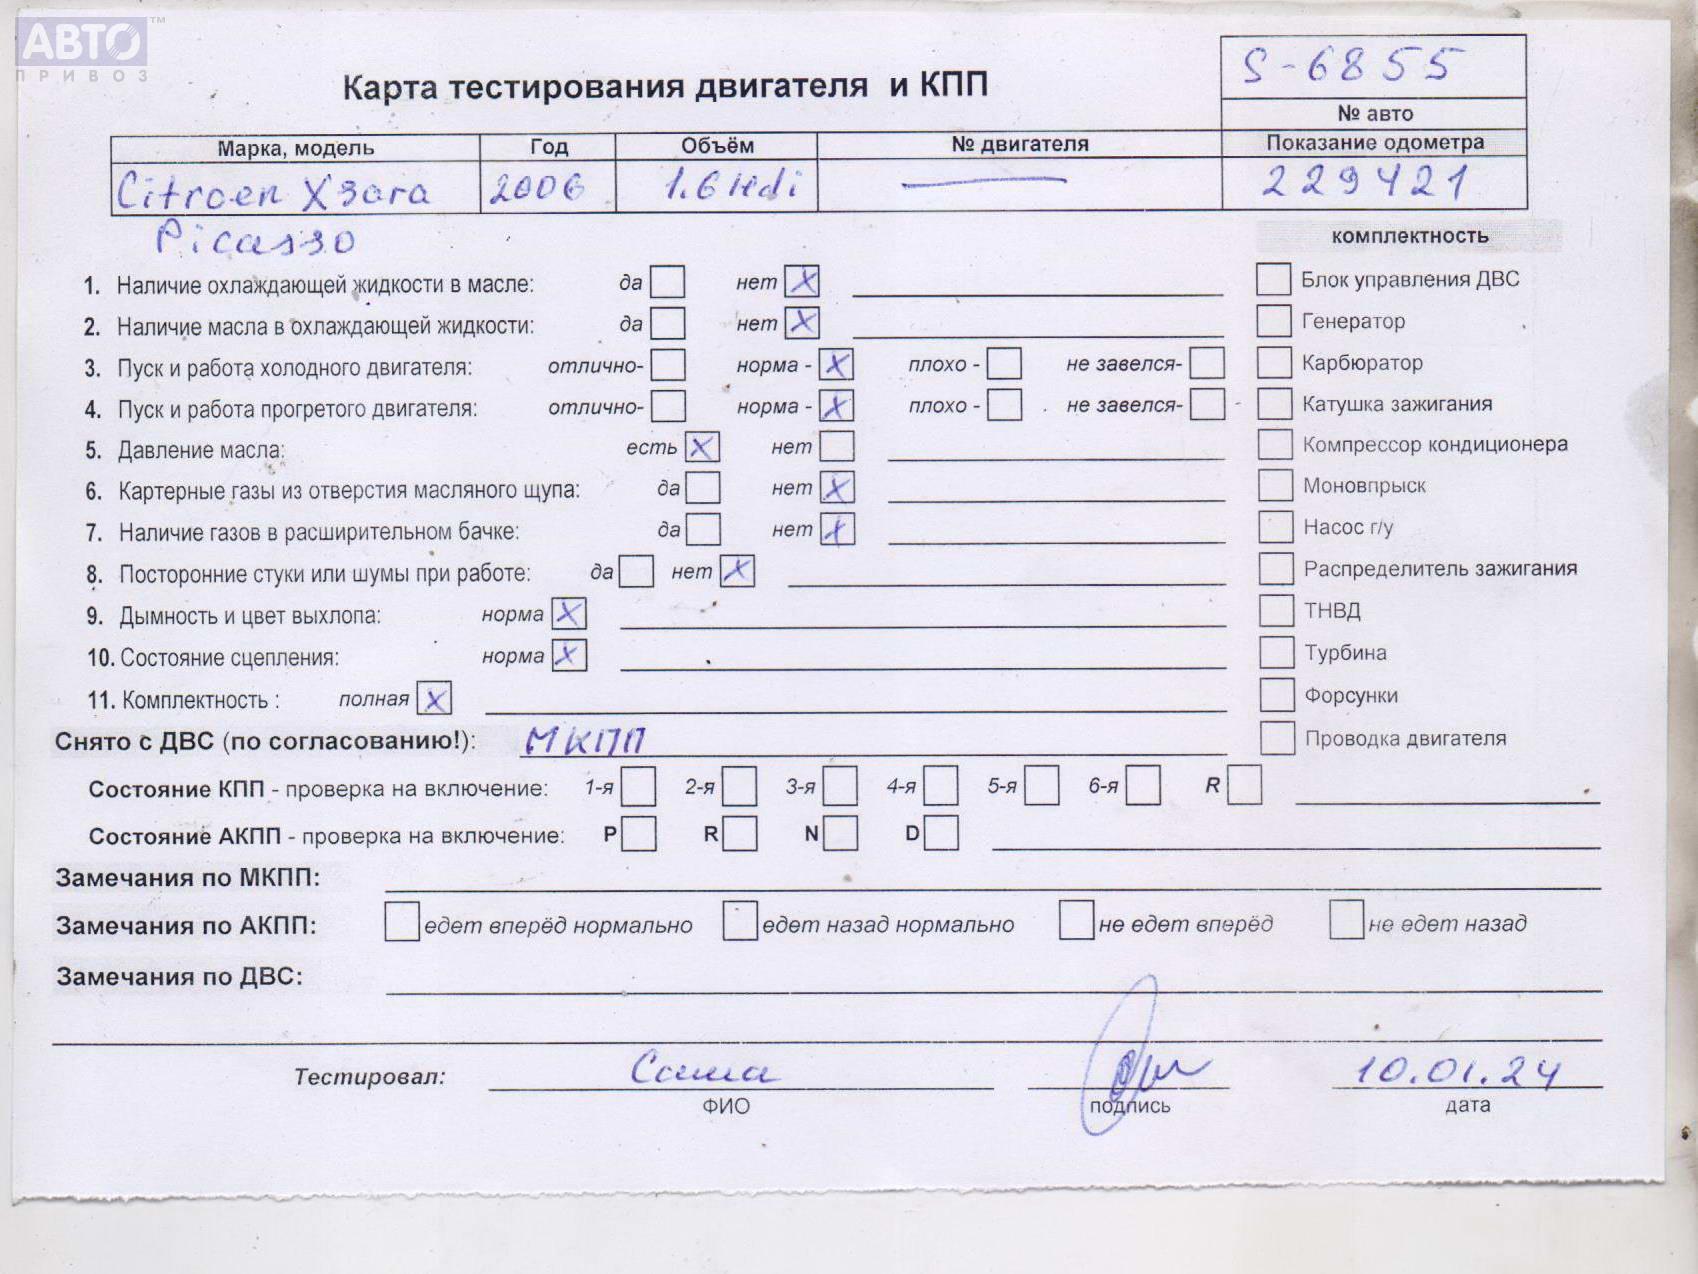 АВТО™
ПРИВОЗ
Карта тестирования двигателя и КПП
S-6855
№ авто
Марка, модель Год Объём № двигателя Показание одометра
Citroen Xsara 2006 1.6 Hdi — 229421
Picasso
комплектность
1. Наличие охлаждающей жидкости в масле: да ☐ нет ☒ Блок управления ДВС
2. Наличие масла в охлаждающей жидкости: да ☐ нет ☒ Генератор
3. Пуск и работа холодного двигателя: отлично- ☐ норма - ☒ плохо - ☐ не завелся- ☐ Карбюратор
4. Пуск и работа прогретого двигателя: отлично- ☐ норма - ☒ плохо - ☐ не завелся- ☐ Катушка зажигания
5. Давление масла: есть ☒ нет ☐ Компрессор кондиционера
6. Картерные газы из отверстия масляного щупа: да ☐ нет ☒ Моновпрыск
7. Наличие газов в расширительном бачке: да ☐ нет ☒ Насос г/у
8. Посторонние стуки или шумы при работе: да ☐ нет ☒ Распределитель зажигания
9. Дымность и цвет выхлопа: норма ☒ ТНВД
10. Состояние сцепления: норма ☒ Турбина
11. Комплектность : полная ☒ Форсунки
Снято с ДВС (по согласованию!): МКПП Проводка двигателя
Состояние КПП - проверка на включение: 1-я ☐ 2-я ☐ 3-я ☐ 4-я ☐ 5-я ☐ 6-я ☐ R ☐
Состояние АКПП - проверка на включение: P ☐ R ☐ N ☐ D ☐
Замечания по МКПП:
Замечания по АКПП: ☐ едет вперёд нормально ☐ едет назад нормально ☐ не едет вперёд ☐ не едет назад
Замечания по ДВС:
Тестировал: Саша 10.01.24
ФИО подпись дата